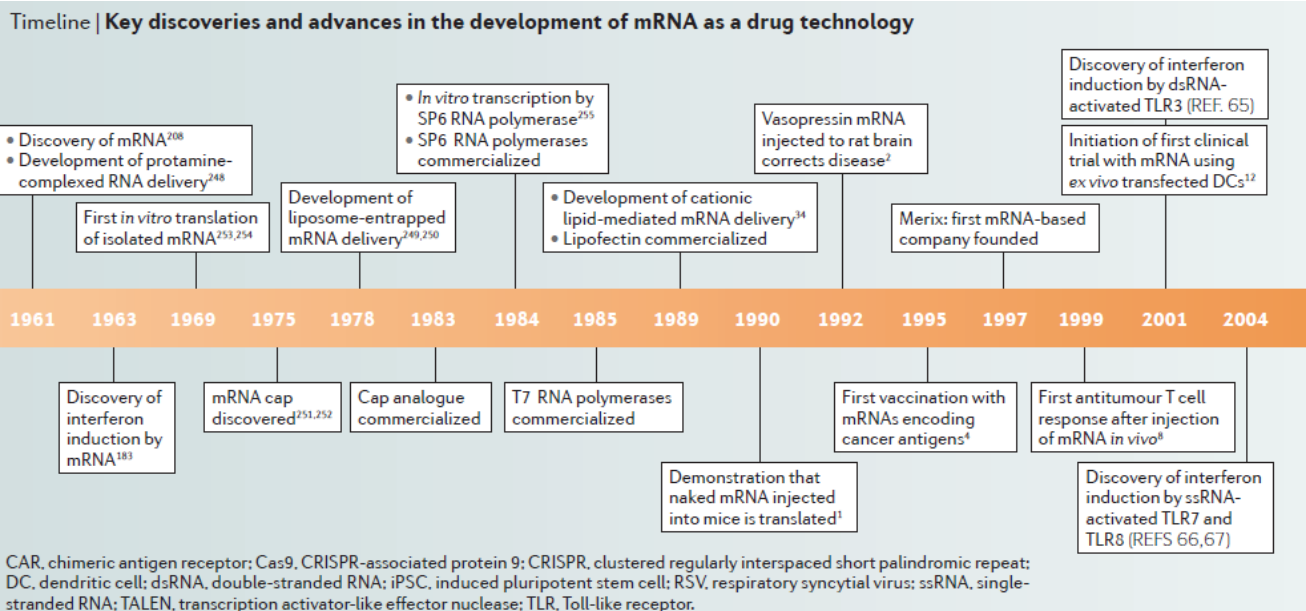 Timeline | Key discoveries and advances in the development of mRNA as a drug technology
• Discovery of mRNA²⁰⁸
• Development of protamine-
complexed RNA delivery²⁴⁸
First in vitro translation
of isolated mRNA²⁵³,²⁵⁴
Development of
liposome-entrapped
mRNA delivery²⁴⁹,²⁵⁰
• In vitro transcription by
SP6 RNA polymerase²⁵⁵
• SP6 RNA polymerases
commercialized
• Development of cationic
lipid-mediated mRNA delivery³⁴
• Lipofectin commercialized
Vasopressin mRNA
injected to rat brain
corrects disease²
Merix: first mRNA-based
company founded
Discovery of interferon
induction by dsRNA-
activated TLR3 (REF. 65)
Initiation of first clinical
trial with mRNA using
ex vivo transfected DCs¹²
1961 1963 1969 1975 1978 1983 1984 1985 1989 1990 1992 1995 1997 1999 2001 2004
Discovery of
interferon
induction by
mRNA¹⁸³
mRNA cap
discovered²⁵¹,²⁵²
Cap analogue
commercialized
T7 RNA polymerases
commercialized
Demonstration that
naked mRNA injected
into mice is translated¹
First vaccination with
mRNAs encoding
cancer antigens⁴
First antitumour T cell
response after injection
of mRNA in vivo⁸
Discovery of interferon
induction by ssRNA-
activated TLR7 and
TLR8 (REFS 66,67)
CAR, chimeric antigen receptor; Cas9, CRISPR-associated protein 9; CRISPR, clustered regularly interspaced short palindromic repeat;
DC, dendritic cell; dsRNA, double-stranded RNA; iPSC, induced pluripotent stem cell; RSV, respiratory syncytial virus; ssRNA, single-
stranded RNA; TALEN, transcription activator-like effector nuclease; TLR, Toll-like receptor.